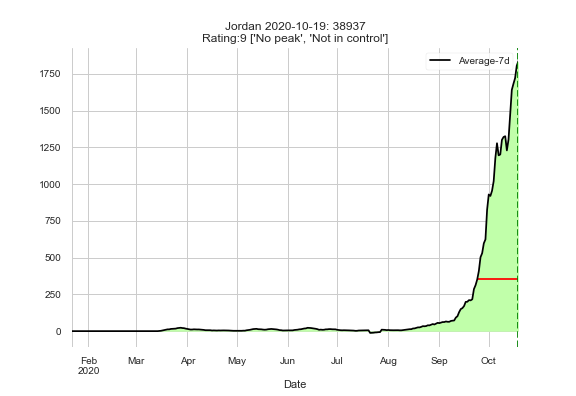 Jordan 2020-10-19: 38937
Rating:9 ['No peak', 'Not in control']
Average-7d
1750
1500
1250
1000
750
500
250
0
Feb Mar Apr May Jun Jul Aug Sep Oct
2020
Date